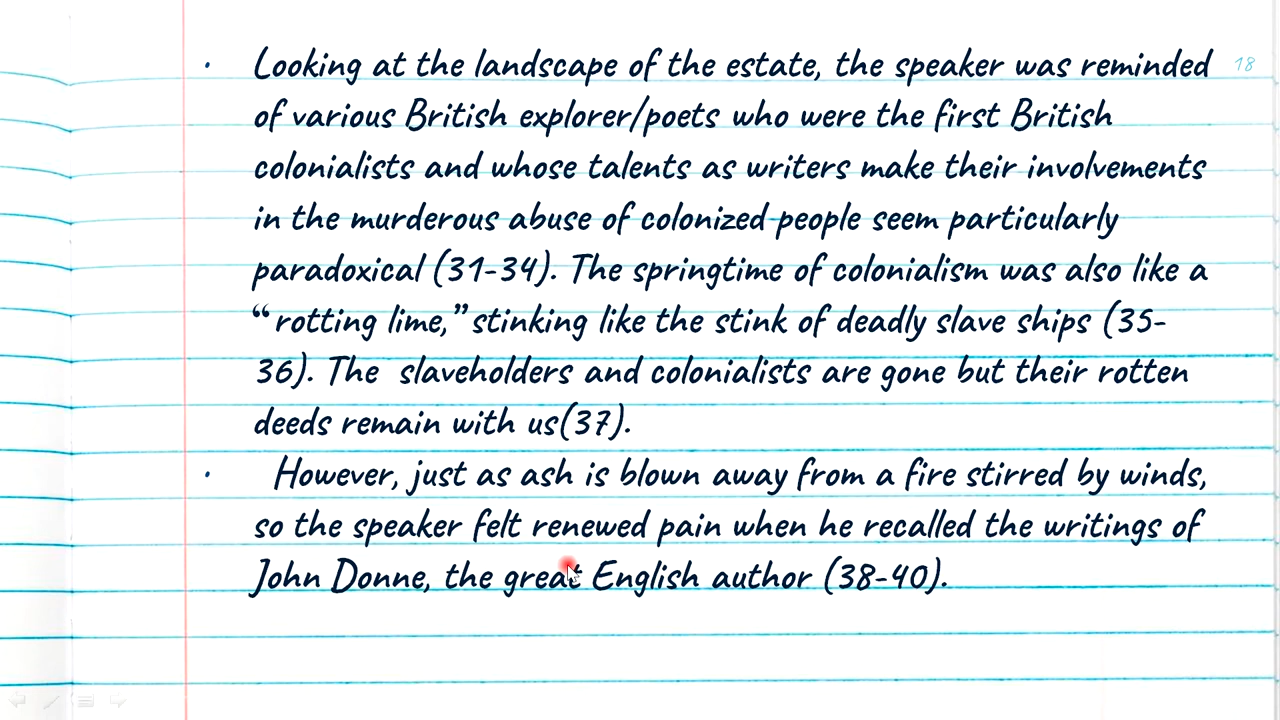 · Looking at the landscape of the estate, the speaker was reminded 18
of various British explorer/poets who were the first British
colonialists and whose talents as writers make their involvements
in the murderous abuse of colonized people seem particularly
paradoxical (31-34). The springtime of colonialism was also like a
“rotting lime,” stinking like the stink of deadly slave ships (35-
36). The slaveholders and colonialists are gone but their rotten
deeds remain with us(37).
· However, just as ash is blown away from a fire stirred by winds,
so the speaker felt renewed pain when he recalled the writings of
John Donne, the great English author (38-40).